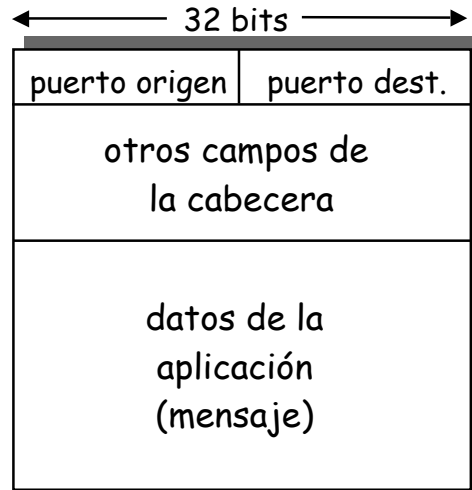 32 bits
puerto origen
puerto dest.
otros campos de
la cabecera
datos de la
aplicación
(mensaje)